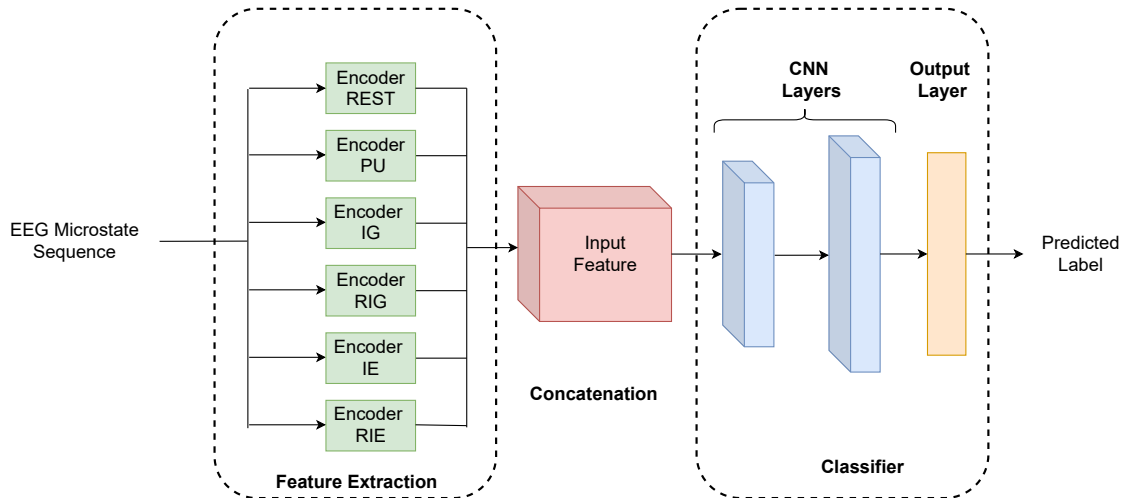 EEG Microstate
Sequence
Encoder
REST
Encoder
PU
Encoder
IG
Encoder
RIG
Encoder
IE
Encoder
RIE
Feature Extraction
Input
Feature
Concatenation
CNN
Layers
Output
Layer
Classifier
Predicted
Label